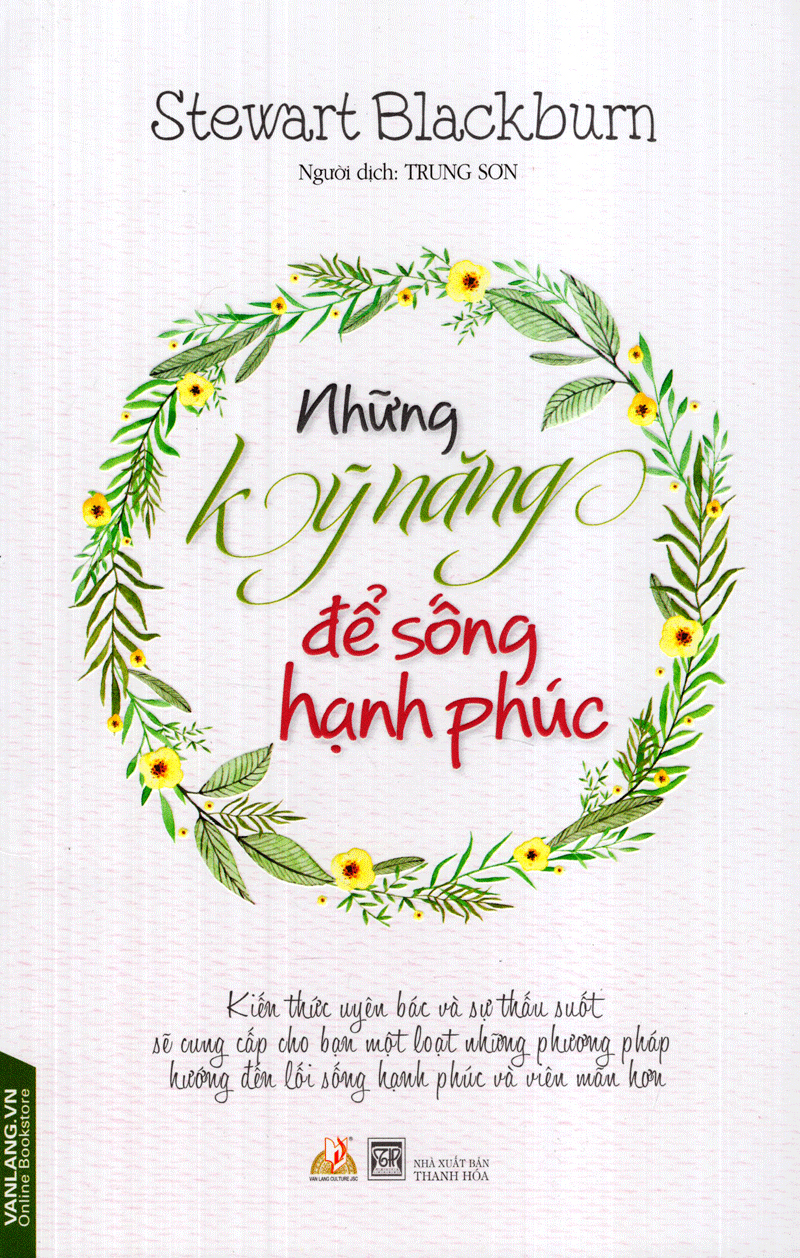 Stewart Blackburn
Người dịch: TRUNG SƠN
Những
kỹ năng
để sống
hạnh phúc
Kiến thức uyên bác và sự thấu suốt
sẽ cung cấp cho bạn một loạt những phương pháp
hướng đến lối sống hạnh phúc và viên mãn hơn
VAN LANG CULTURE JSC
NHÀ XUẤT BẢN
THANH HÓA
VANLANG.VN
Online Bookstore